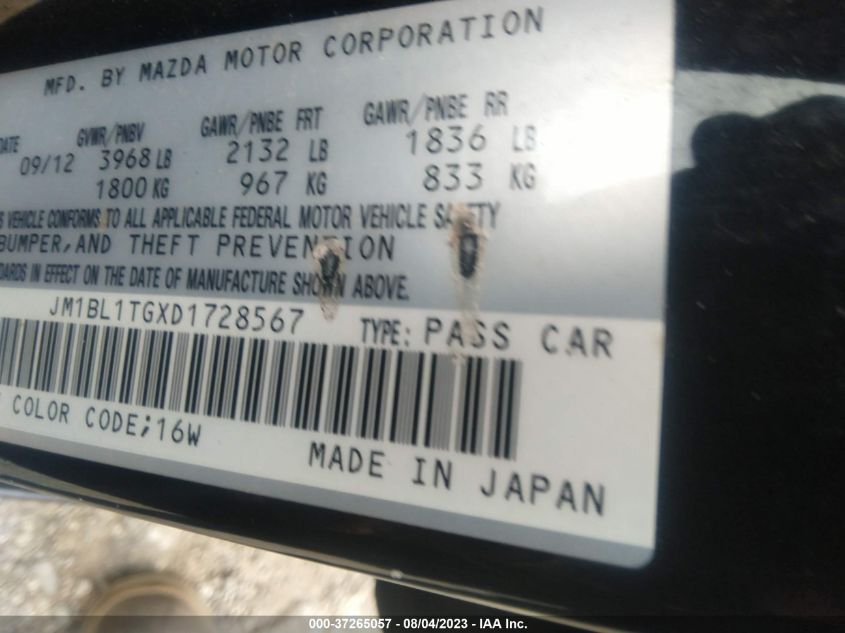 MFD. BY MAZDA MOTOR CORPORATION
DATE GVWR/PNBV GAWR/PNBE FRT GAWR/PNBE RR
09/12 3968 LB 2132 LB 1836 LB
1800 KG 967 KG 833 KG
VEHICLE CONFORMS TO ALL APPLICABLE FEDERAL MOTOR VEHICLE SAFETY
BUMPER, AND THEFT PREVENTION
IN EFFECT ON THE DATE OF MANUFACTURE SHOWN ABOVE.
JM1BL1TGXD1728567 TYPE: PASS CAR
COLOR CODE;16W
MADE IN JAPAN
000-37265057 - 08/04/2023 - IAA Inc.